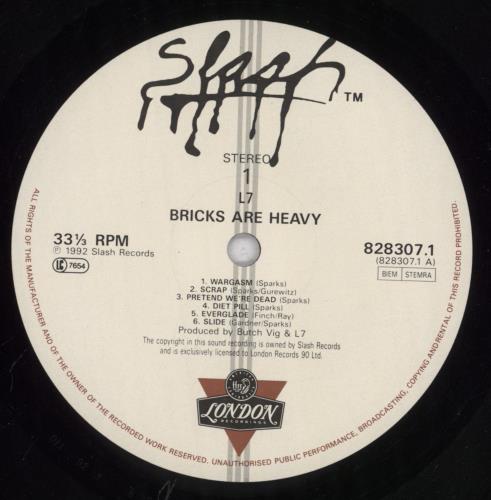 Slash ™
STEREO
1
L7
BRICKS ARE HEAVY
33⅓ RPM
℗ 1992 Slash Records
LC 7654
828307.1
(828307.1 A)
BIEM STEMRA
1. WARGASM (Sparks)
2. SCRAP (Sparks/Gurewitz)
3. PRETEND WE'RE DEAD (Sparks)
4. DIET PILL (Sparks)
5. EVERGLADE (Finch/Ray)
6. SLIDE (Gardner/Sparks)
Produced by Butch Vig & L7
The copyright in this sound recording is owned by Slash Records
and is exclusively licensed to London Records 90 Ltd.
LONDON
RECORDINGS
ALL RIGHTS OF THE MANUFACTURER AND OF THE OWNER OF THE RECORDED WORK RESERVED. UNAUTHORISED PUBLIC PERFORMANCE, BROADCASTING, COPYING AND RENTAL OF THIS RECORD PROHIBITED.